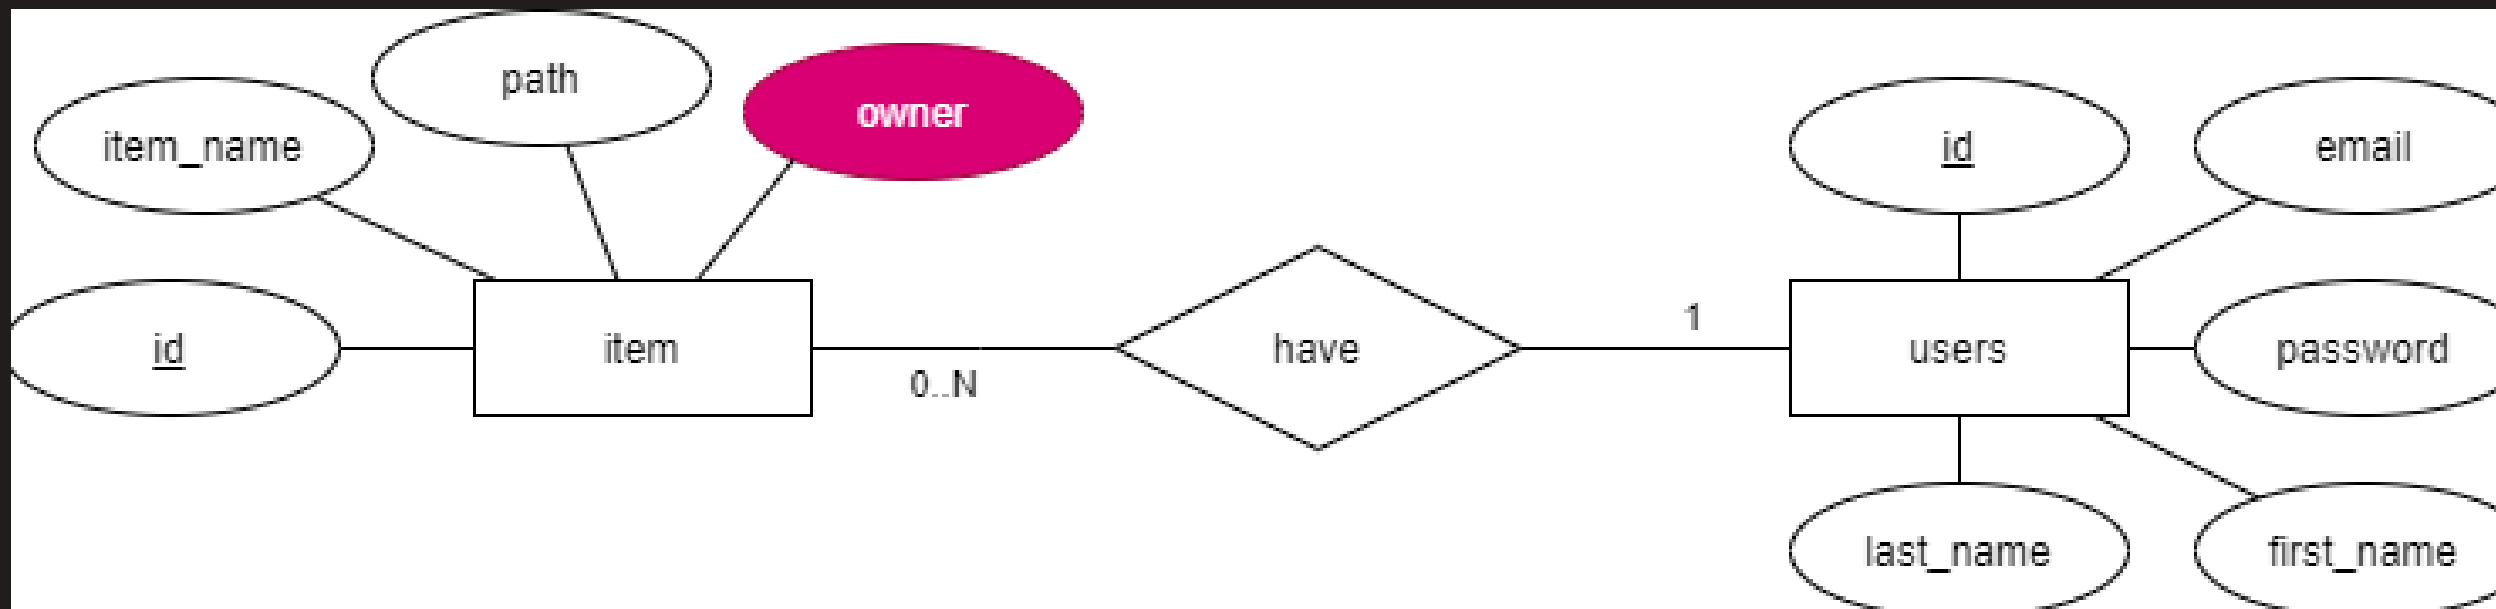 path
owner
item_name
id
email
id
item
0..N
have
1
users
password
last_name
first_name